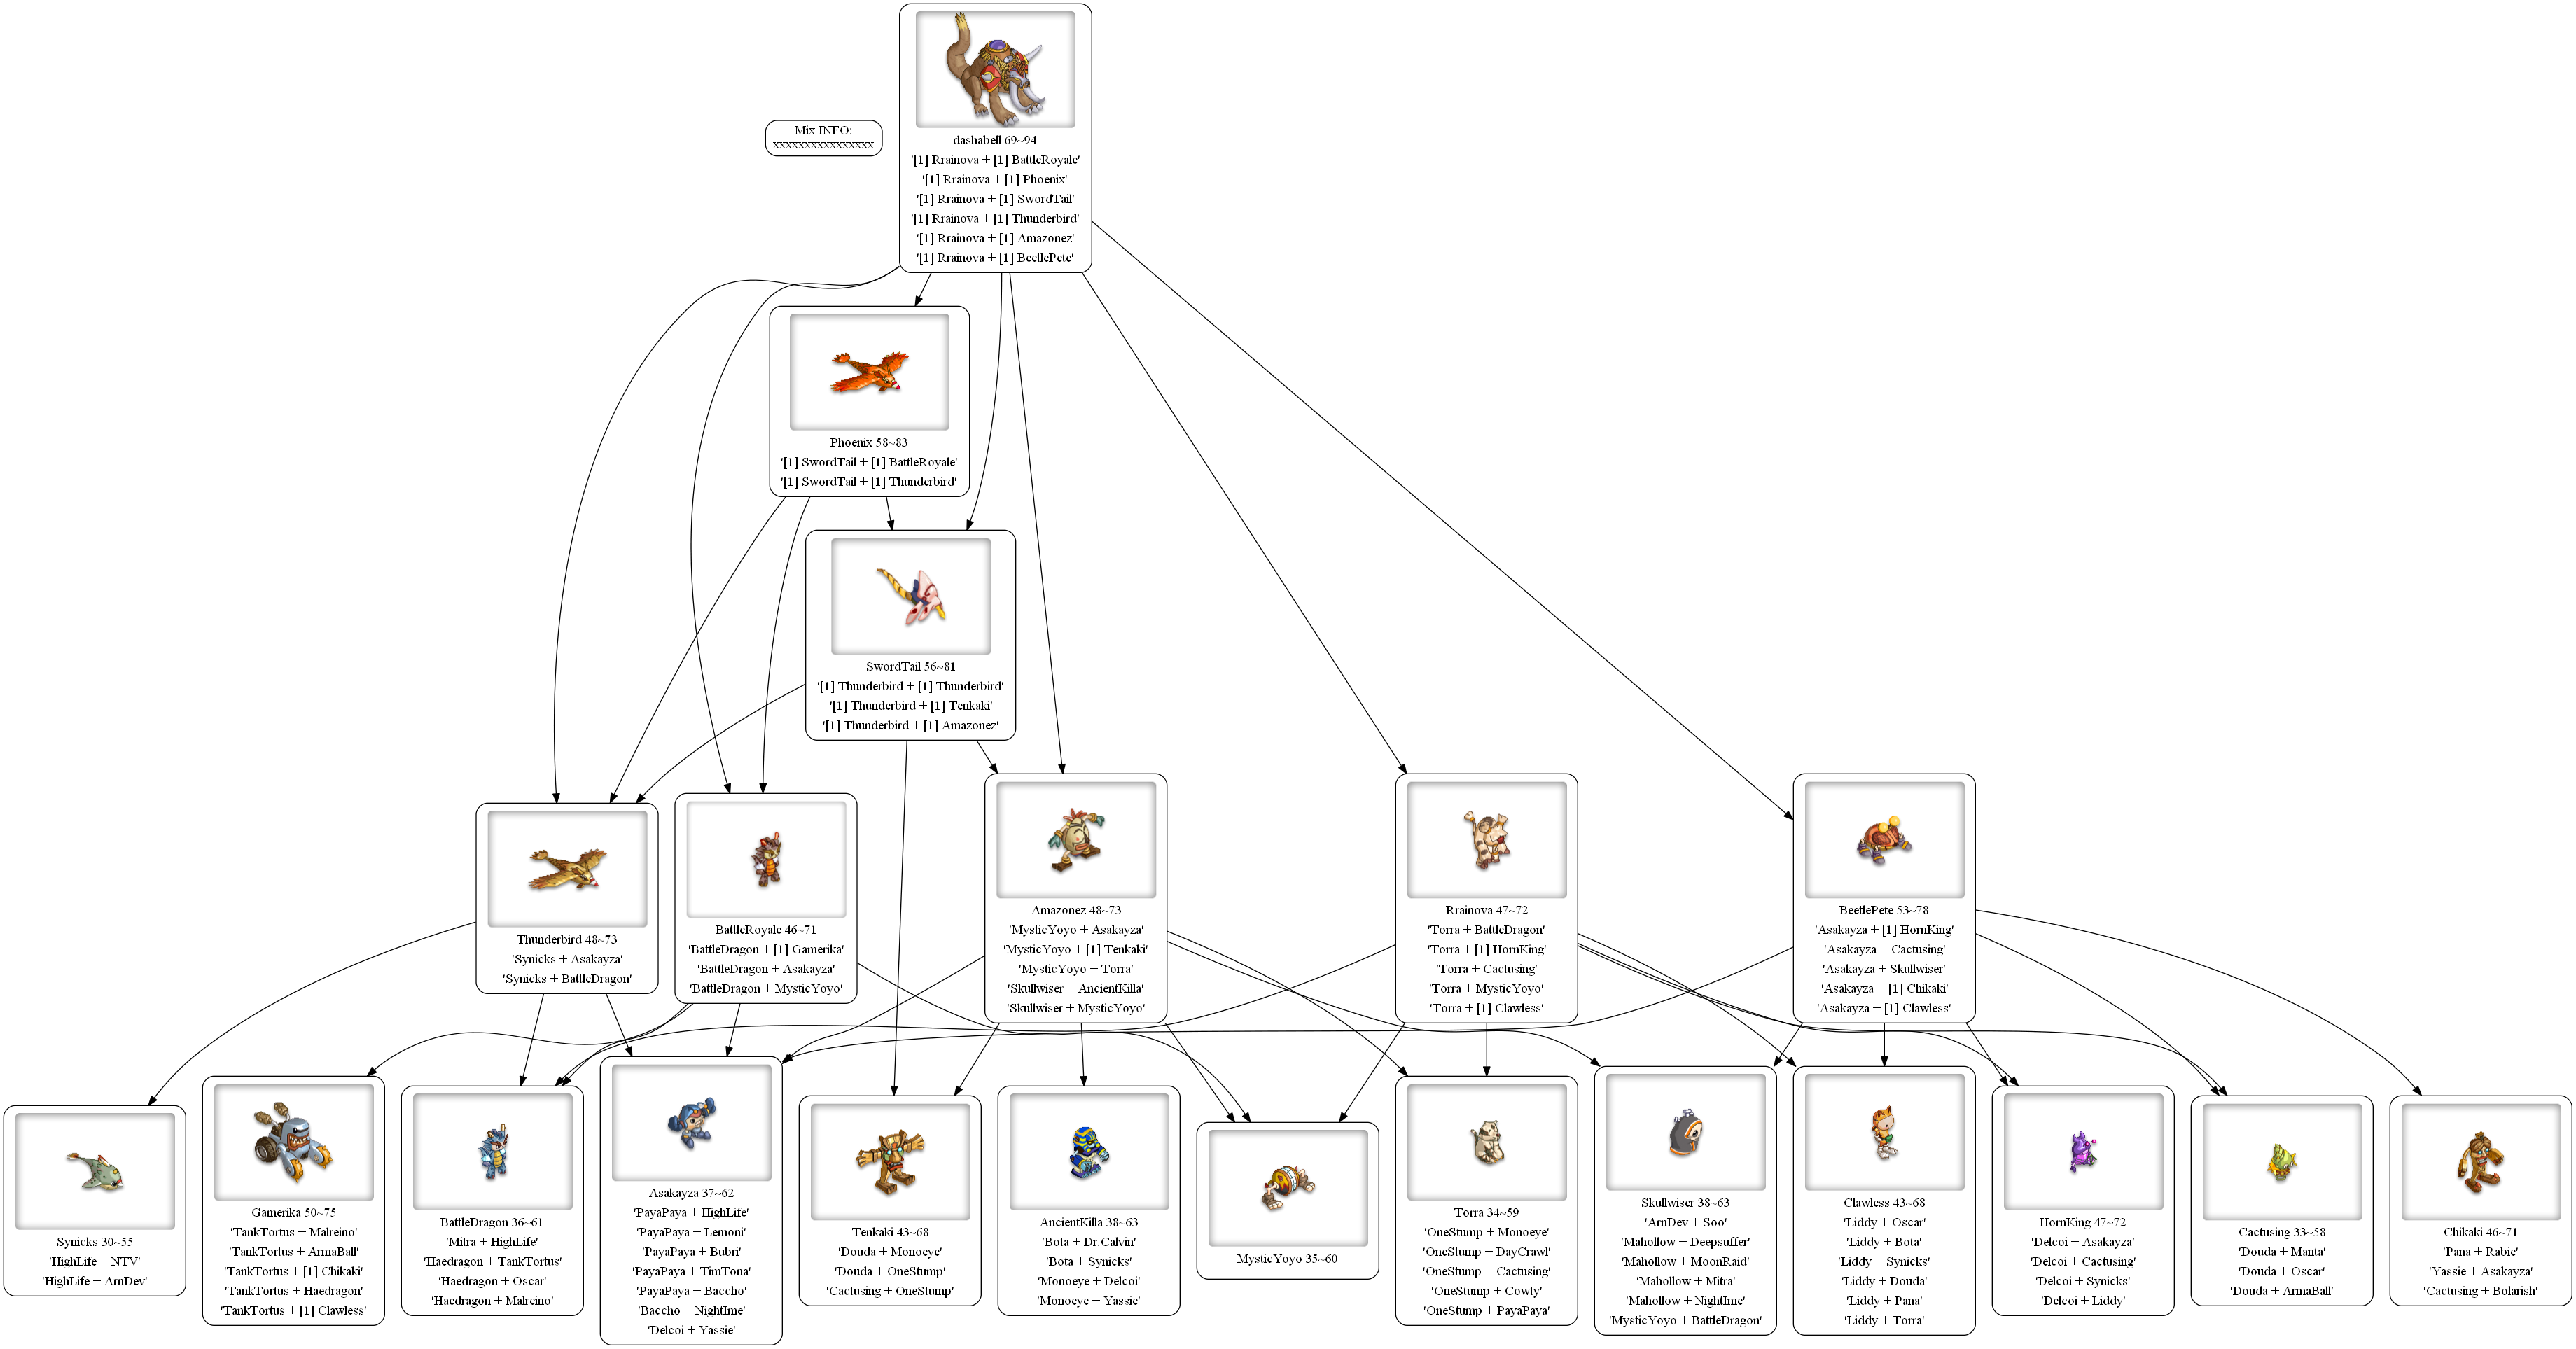 Mix INFO:
xxxxxxxxxxxxxxxx
dashabell 69~94
'[1] Rrainova + [1] BattleRoyale'
'[1] Rrainova + [1] Phoenix'
'[1] Rrainova + [1] SwordTail'
'[1] Rrainova + [1] Thunderbird'
'[1] Rrainova + [1] Amazonez'
'[1] Rrainova + [1] BeetlePete'
Phoenix 58~83
'[1] SwordTail + [1] BattleRoyale'
'[1] SwordTail + [1] Thunderbird'
SwordTail 56~81
'[1] Thunderbird + [1] Thunderbird'
'[1] Thunderbird + [1] Tenkaki'
'[1] Thunderbird + [1] Amazonez'
Thunderbird 48~73
'Synicks + Asakayza'
'Synicks + BattleDragon'
BattleRoyale 46~71
'BattleDragon + [1] Gamerika'
'BattleDragon + Asakayza'
'BattleDragon + MysticYoyo'
Amazonez 48~73
'MysticYoyo + Asakayza'
'MysticYoyo + [1] Tenkaki'
'MysticYoyo + Torra'
'Skullwiser + AncientKilla'
'Skullwiser + MysticYoyo'
Rrainova 47~72
'Torra + BattleDragon'
'Torra + [1] HornKing'
'Torra + Cactusing'
'Torra + MysticYoyo'
'Torra + [1] Clawless'
BeetlePete 53~78
'Asakayza + [1] HornKing'
'Asakayza + Cactusing'
'Asakayza + Skullwiser'
'Asakayza + [1] Chikaki'
'Asakayza + [1] Clawless'
Synicks 30~55
'HighLife + NTV'
'HighLife + ArnDev'
Gamerika 50~75
'TankTortus + Malreino'
'TankTortus + ArmaBall'
'TankTortus + [1] Chikaki'
'TankTortus + Haedragon'
'TankTortus + [1] Clawless'
BattleDragon 36~61
'Mitra + HighLife'
'Haedragon + TankTortus'
'Haedragon + Oscar'
'Haedragon + Malreino'
Asakayza 37~62
'PayaPaya + HighLife'
'PayaPaya + Lemoni'
'PayaPaya + Bubri'
'PayaPaya + TimTona'
'PayaPaya + Baccho'
'Baccho + NightIme'
'Delcoi + Yassie'
Tenkaki 43~68
'Douda + Monoeye'
'Douda + OneStump'
'Cactusing + OneStump'
AncientKilla 38~63
'Bota + Dr.Calvin'
'Bota + Synicks'
'Monoeye + Delcoi'
'Monoeye + Yassie'
MysticYoyo 35~60
Torra 34~59
'OneStump + Monoeye'
'OneStump + DayCrawl'
'OneStump + Cactusing'
'OneStump + Cowty'
'OneStump + PayaPaya'
Skullwiser 38~63
'ArnDev + Soo'
'Mahollow + Deepsuffer'
'Mahollow + MoonRaid'
'Mahollow + Mitra'
'Mahollow + NightIme'
'MysticYoyo + BattleDragon'
Clawless 43~68
'Liddy + Oscar'
'Liddy + Bota'
'Liddy + Synicks'
'Liddy + Douda'
'Liddy + Pana'
'Liddy + Torra'
HornKing 47~72
'Delcoi + Asakayza'
'Delcoi + Cactusing'
'Delcoi + Synicks'
'Delcoi + Liddy'
Cactusing 33~58
'Douda + Manta'
'Douda + Oscar'
'Douda + ArmaBall'
Chikaki 46~71
'Pana + Rabie'
'Yassie + Asakayza'
'Cactusing + Bolarish'